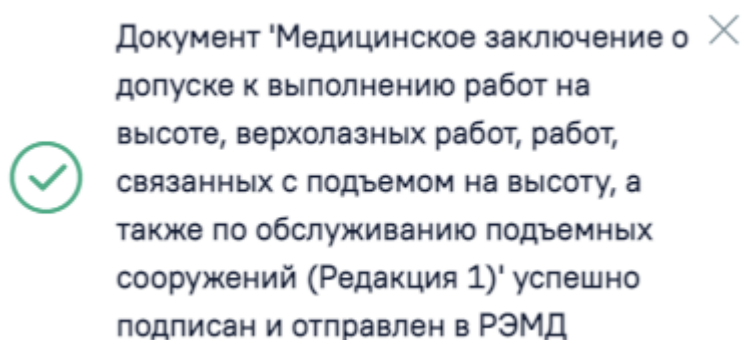 Документ 'Медицинское заключение о
допуске к выполнению работ на
высоте, верхолазных работ, работ,
связанных с подъемом на высоту, а
также по обслуживанию подъемных
сооружений (Редакция 1)' успешно
подписан и отправлен в РЭМД